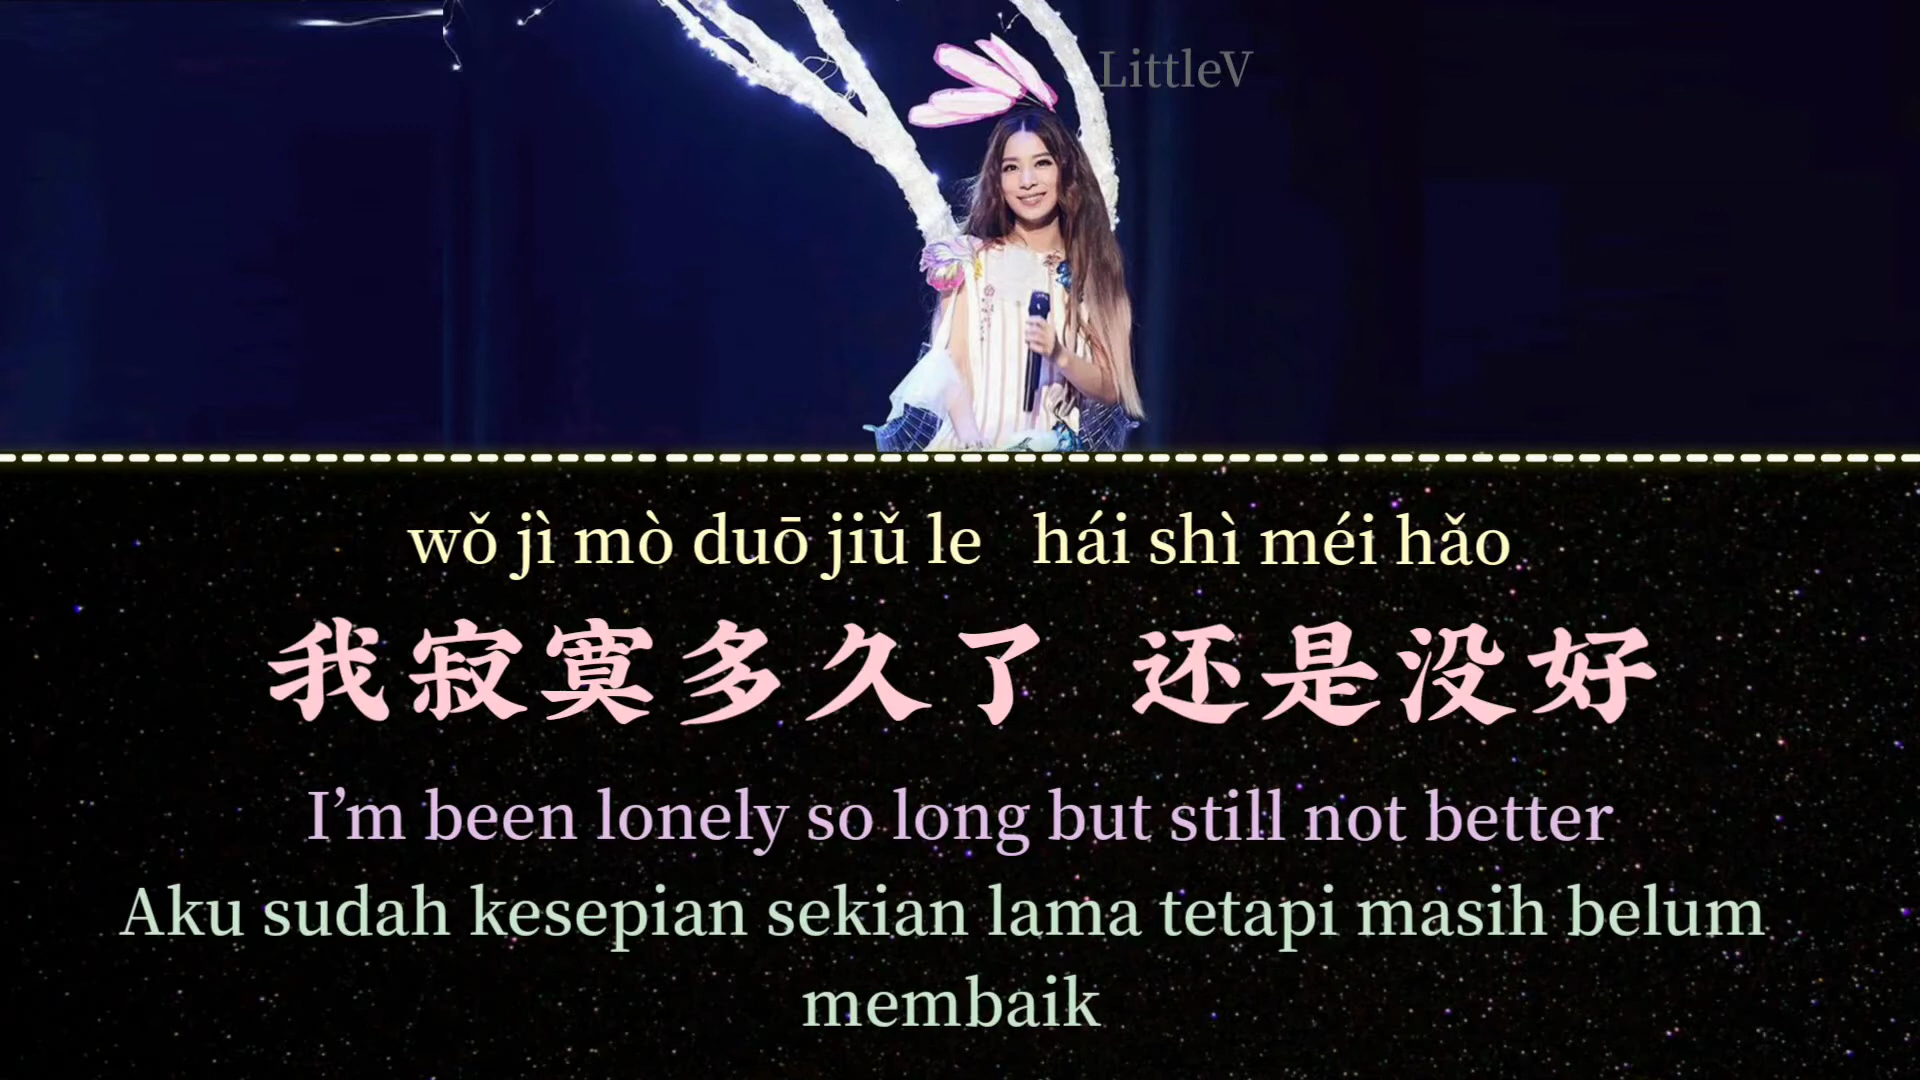 LittleV
wǒ jì mò duō jiǔ le hái shì méi hǎo
我寂寞多久了 还是没好
I’m been lonely so long but still not better
Aku sudah kesepian sekian lama tetapi masih belum
membaik